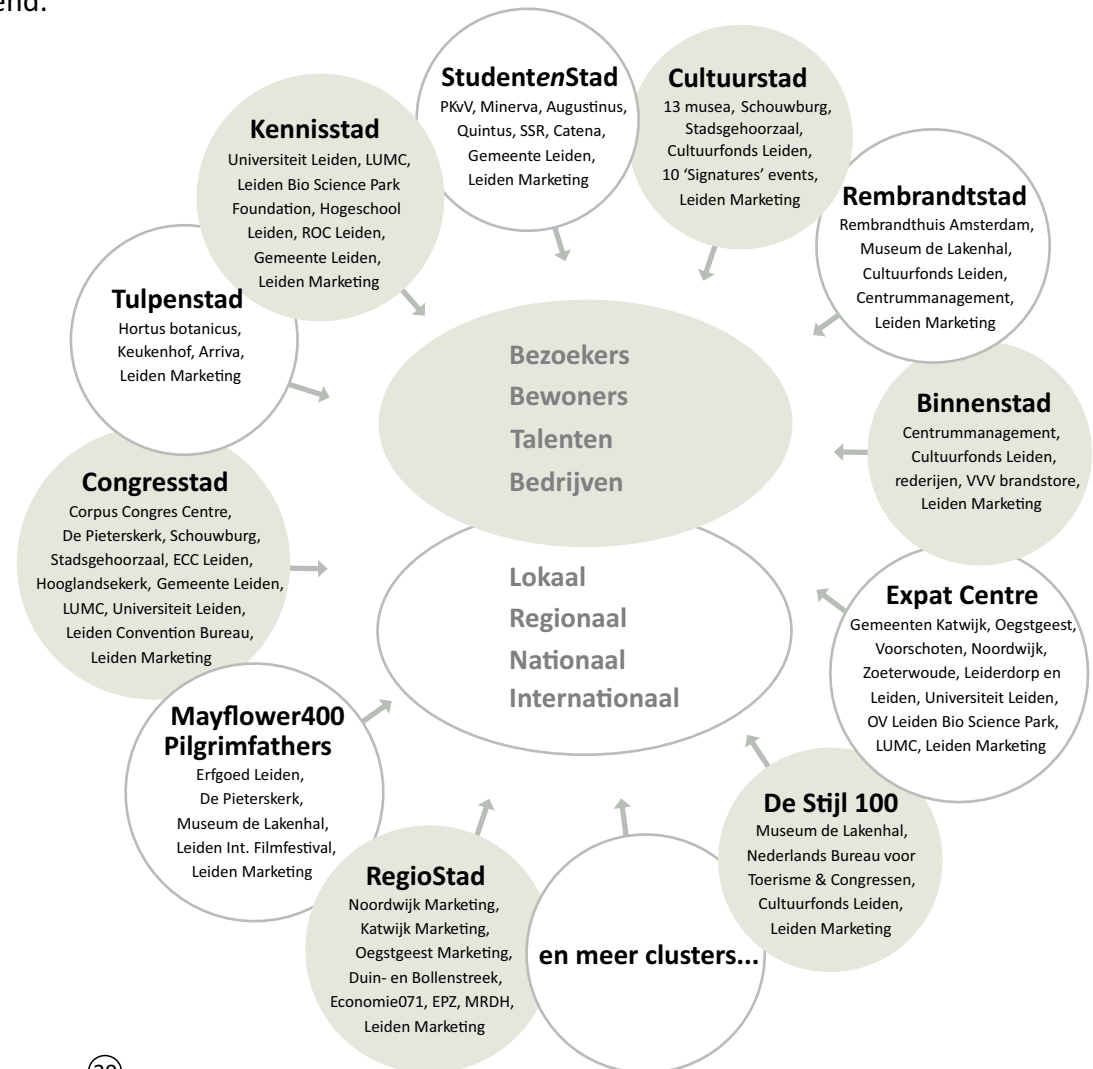 end.
StudentenStad
PKvV, Minerva, Augustinus,
Quintus, SSR, Catena,
Gemeente Leiden,
Leiden Marketing
Cultuurstad
13 musea, Schouwburg,
Stadsgehoorzaal,
Cultuurfonds Leiden,
10 ‘Signatures’ events,
Leiden Marketing
Kennisstad
Universiteit Leiden, LUMC,
Leiden Bio Science Park
Foundation, Hogeschool
Leiden, ROC Leiden,
Gemeente Leiden,
Leiden Marketing
Rembrandtstad
Rembrandthuis Amsterdam,
Museum de Lakenhal,
Cultuurfonds Leiden,
Centrummanagement,
Leiden Marketing
Tulpenstad
Hortus botanicus,
Keukenhof, Arriva,
Leiden Marketing
Bezoekers
Bewoners
Talenten
Bedrijven
Binnenstad
Centrummanagement,
Cultuurfonds Leiden,
rederijen, VVV brandstore,
Leiden Marketing
Congresstad
Corpus Congres Centre,
De Pieterskerk, Schouwburg,
Stadsgehoorzaal, ECC Leiden,
Hooglandsekerk, Gemeente Leiden,
LUMC, Universiteit Leiden,
Leiden Convention Bureau,
Leiden Marketing
Lokaal
Regionaal
Nationaal
Internationaal
Expat Centre
Gemeenten Katwijk, Oegstgeest,
Voorschoten, Noordwijk,
Zoeterwoude, Leiderdorp en
Leiden, Universiteit Leiden,
OV Leiden Bio Science Park,
LUMC, Leiden Marketing
Mayflower400
Pilgrimfathers
Erfgoed Leiden,
De Pieterskerk,
Museum de Lakenhal,
Leiden Int. Filmfestival,
Leiden Marketing
De Stijl 100
Museum de Lakenhal,
Nederlands Bureau voor
Toerisme & Congressen,
Cultuurfonds Leiden,
Leiden Marketing
RegioStad
Noordwijk Marketing,
Katwijk Marketing,
Oegstgeest Marketing,
Duin- en Bollenstreek,
Economie071, EPZ, MRDH,
Leiden Marketing
en meer clusters...